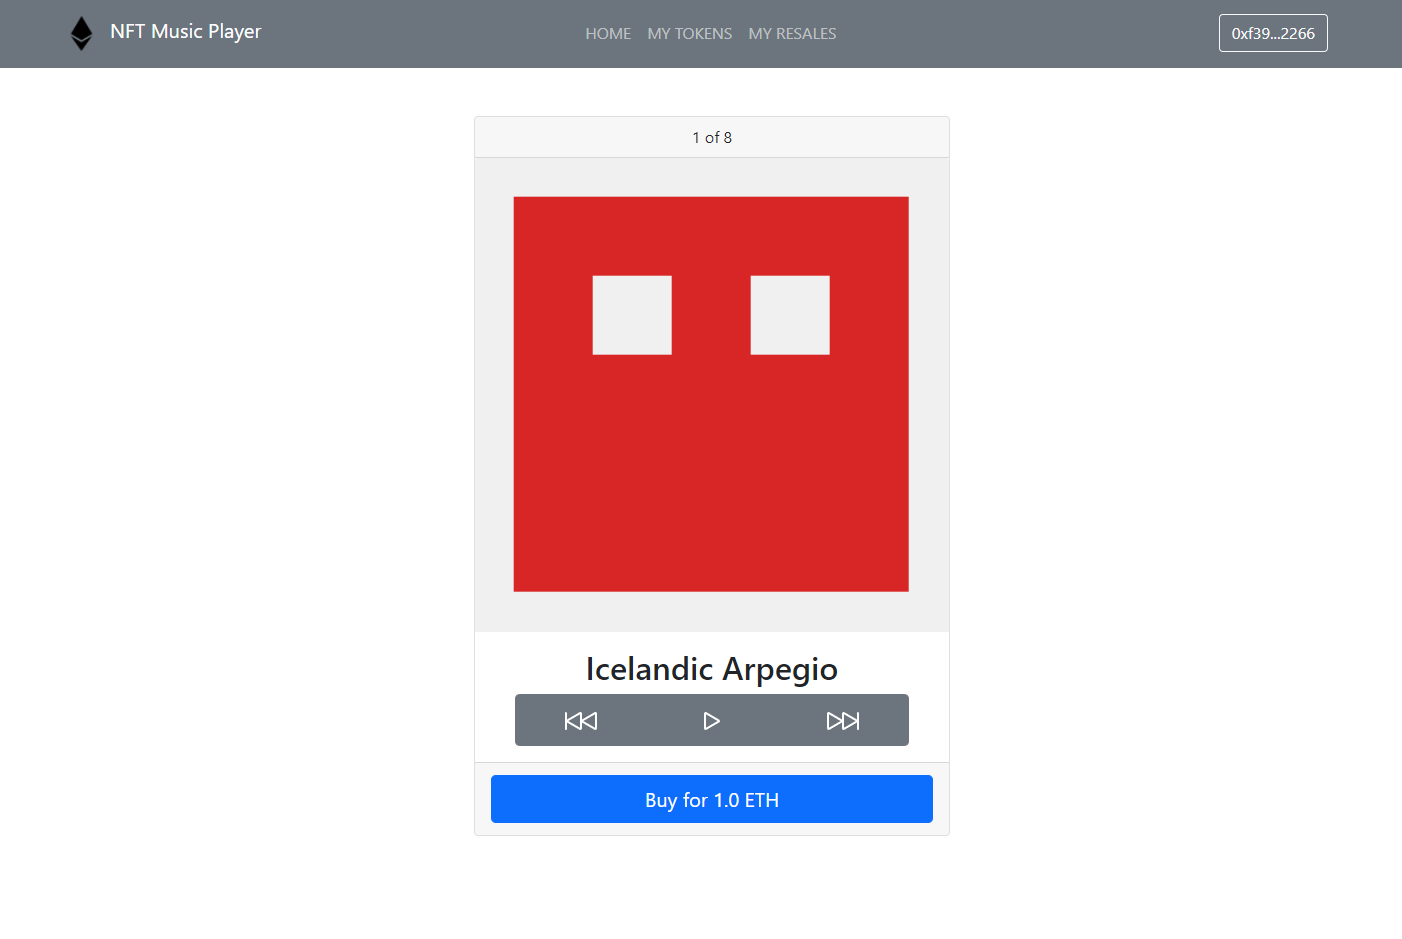 NFT Music Player
HOME MY TOKENS MY RESALES
0xf39...2266
1 of 8
Icelandic Arpegio
Buy for 1.0 ETH